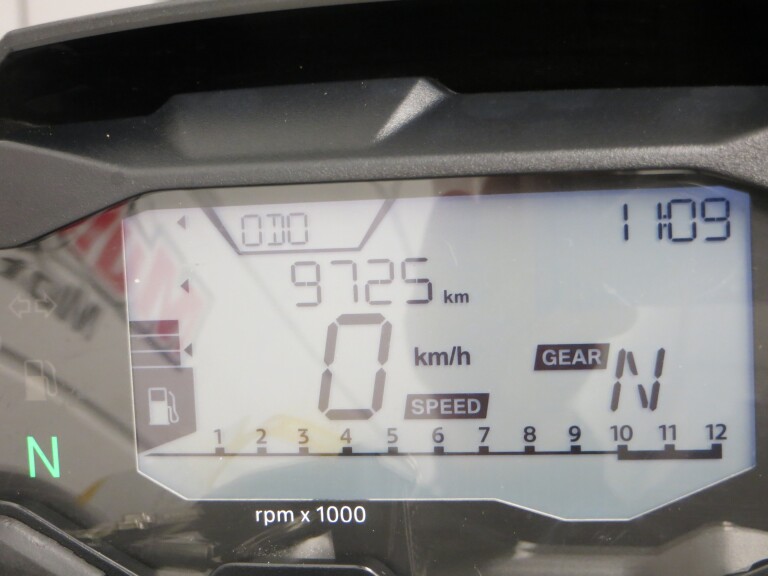 ODO 11:09
9725 km
0 km/h GEAR N
SPEED
1 2 3 4 5 6 7 8 9 10 11 12
N
rpm x 1000